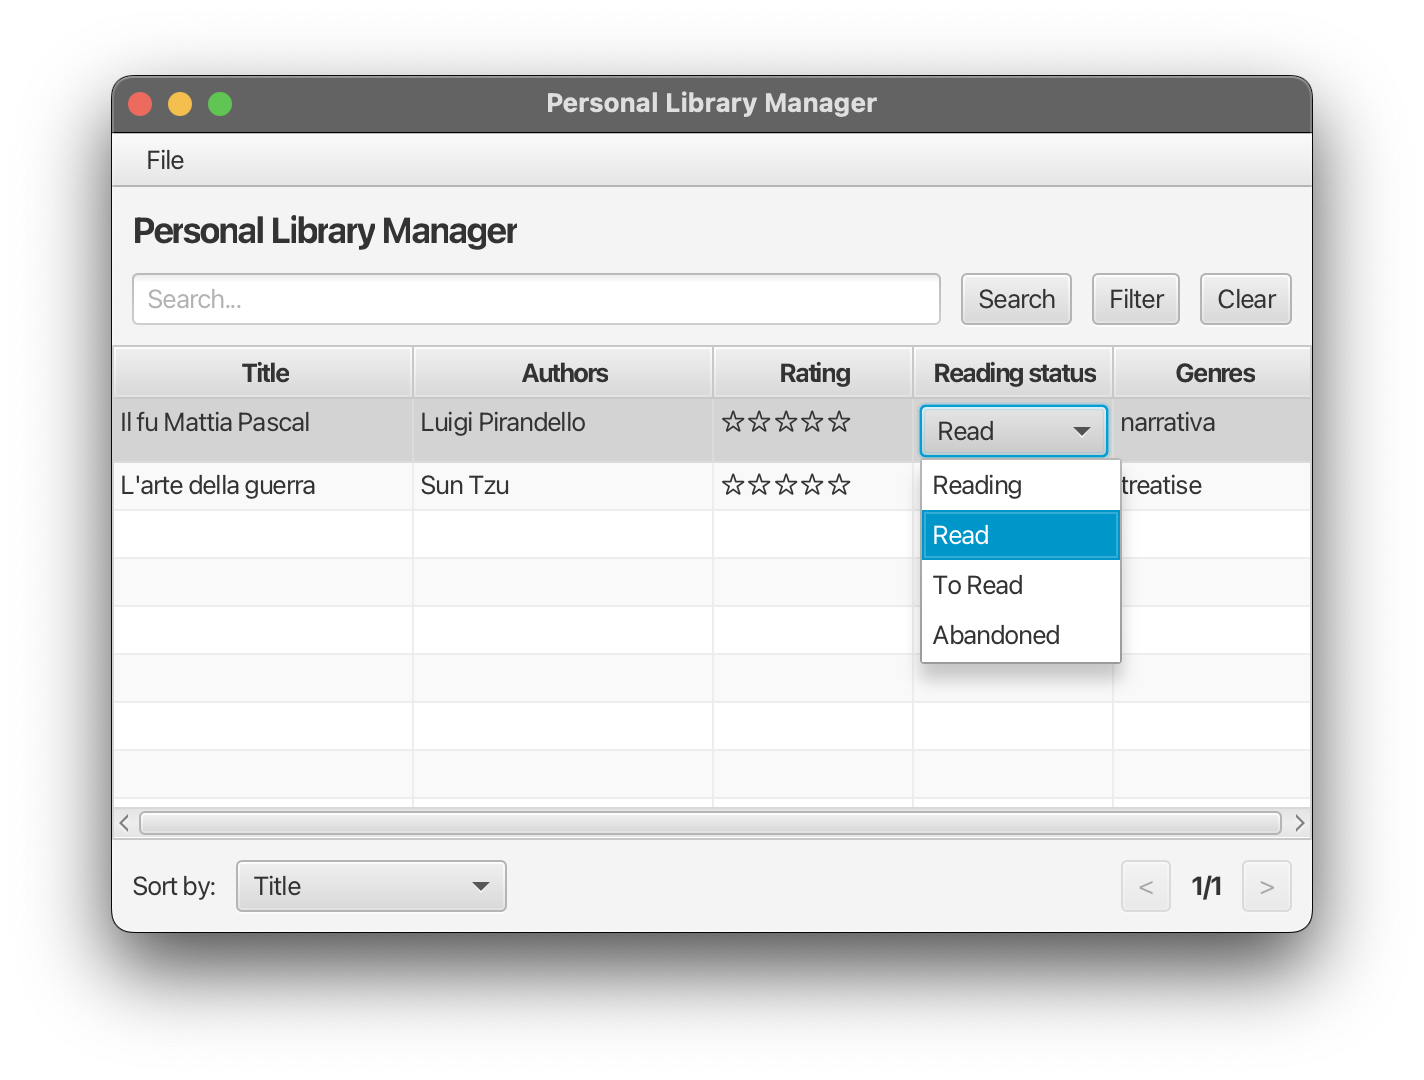 Personal Library Manager
File
Personal Library Manager
Search...
Search
Filter
Clear
Title
Authors
Rating
Reading status
Genres
Il fu Mattia Pascal
Luigi Pirandello
☆☆☆☆☆
Read
narrativa
L'arte della guerra
Sun Tzu
☆☆☆☆☆
treatise
Reading
Read
To Read
Abandoned
Sort by:
Title
<
1/1
>